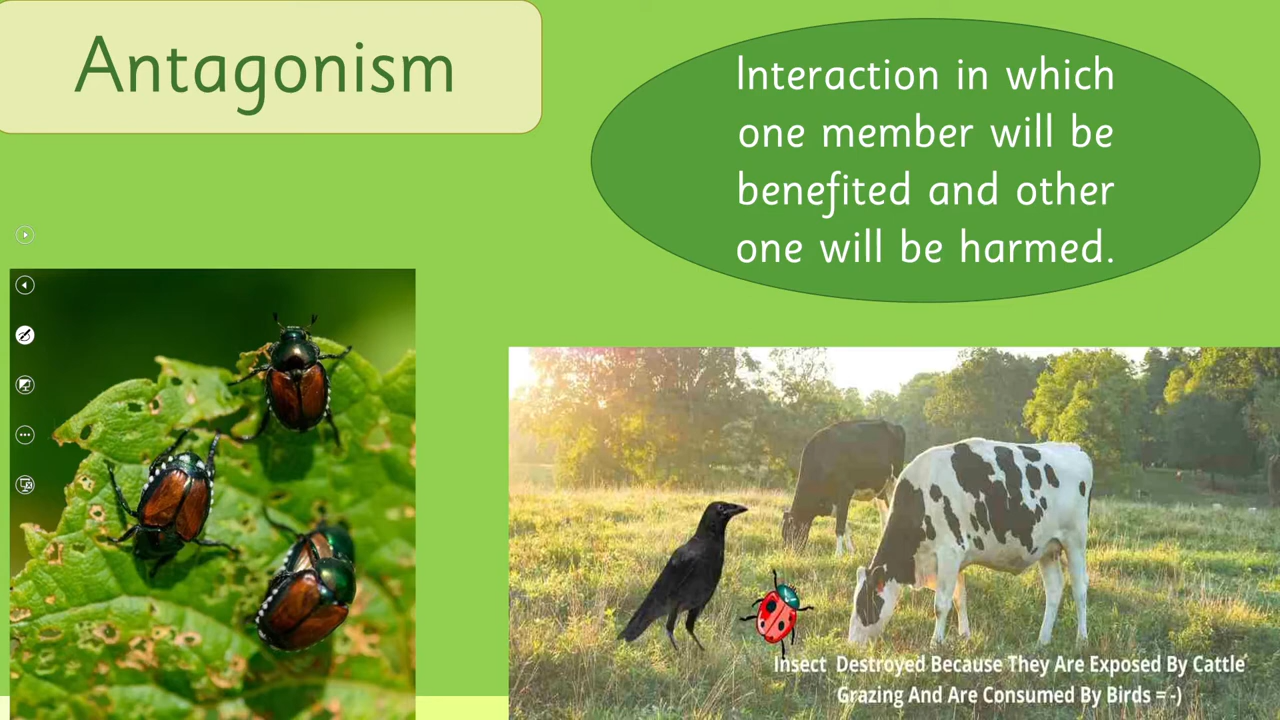 Antagonism
Interaction in which
one member will be
benefited and other
one will be harmed.
Insect Destroyed Because They Are Exposed By Cattle
Grazing And Are Consumed By Birds = -)